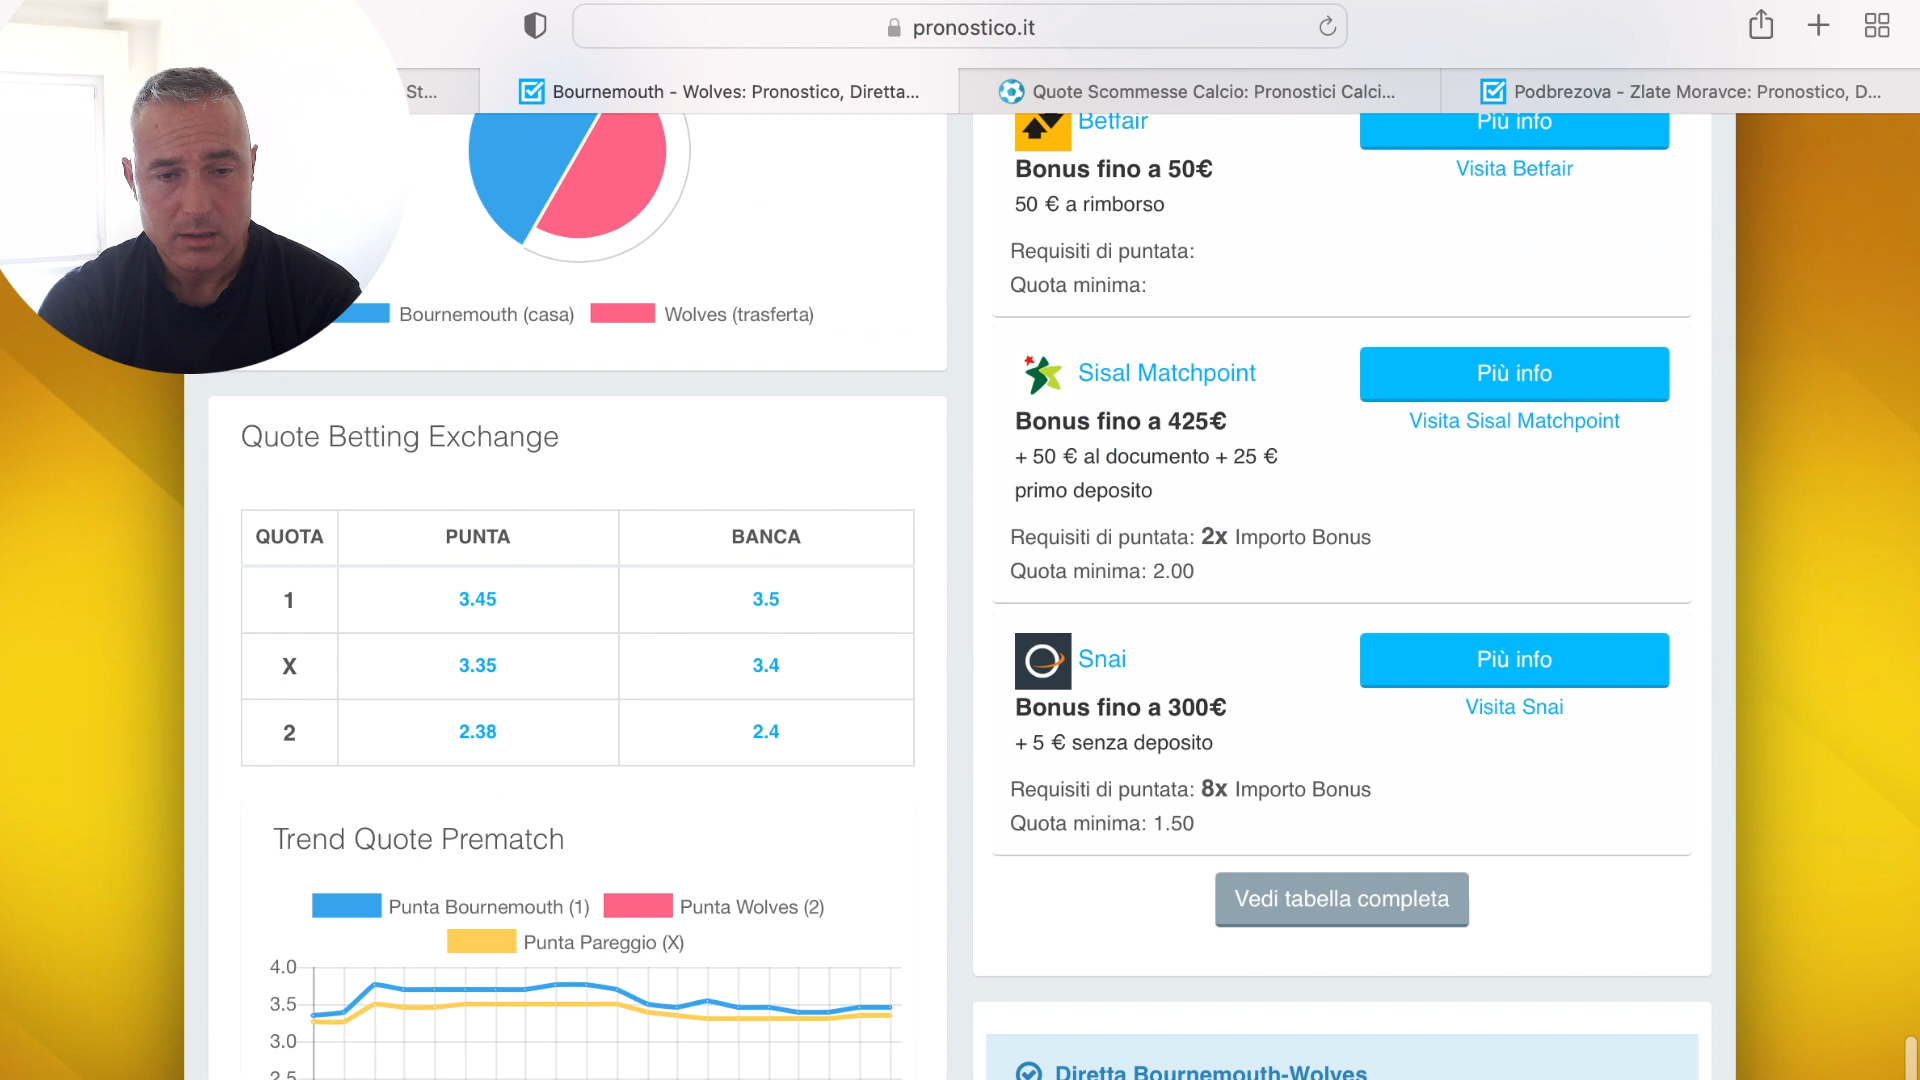 pronostico.it
St...
Bournemouth - Wolves: Pronostico, Diretta...
Quote Scommesse Calcio: Pronostici Calci...
Podbrezova - Zlate Moravce: Pronostico, D...
Bournemouth (casa)
Wolves (trasferta)
Quote Betting Exchange
QUOTA PUNTA BANCA
1 3.45 3.5
X 3.35 3.4
2 2.38 2.4
Trend Quote Prematch
Punta Bournemouth (1)
Punta Wolves (2)
Punta Pareggio (X)
4.0
3.5
3.0
2.5
Betfair
Più info
Bonus fino a 50€
Visita Betfair
50 € a rimborso
Requisiti di puntata:
Quota minima:
Sisal Matchpoint
Più info
Bonus fino a 425€
Visita Sisal Matchpoint
+ 50 € al documento + 25 €
primo deposito
Requisiti di puntata: 2x Importo Bonus
Quota minima: 2.00
Snai
Più info
Bonus fino a 300€
Visita Snai
+ 5 € senza deposito
Requisiti di puntata: 8x Importo Bonus
Quota minima: 1.50
Vedi tabella completa
Diretta Bournemouth-Wolves